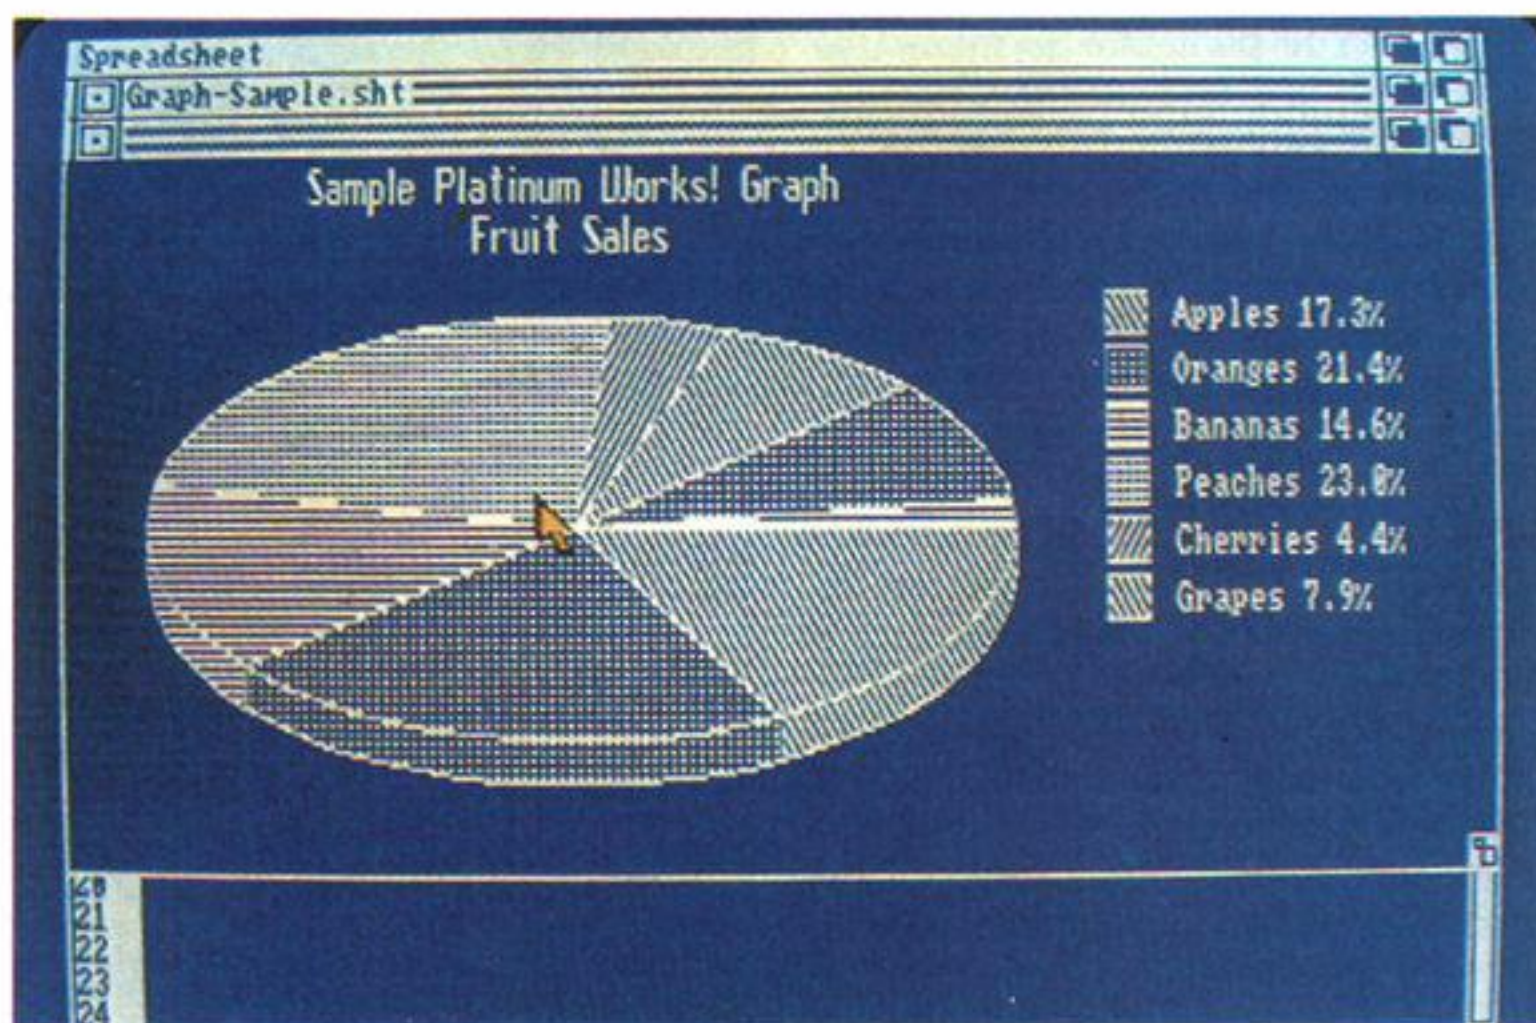 Spreadsheet
Graph-Sample.sht
Sample Platinum Works! Graph
Fruit Sales
Apples 17.3%
Oranges 21.4%
Bananas 14.6%
Peaches 23.0%
Cherries 4.4%
Grapes 7.9%
20
21
22
23
24